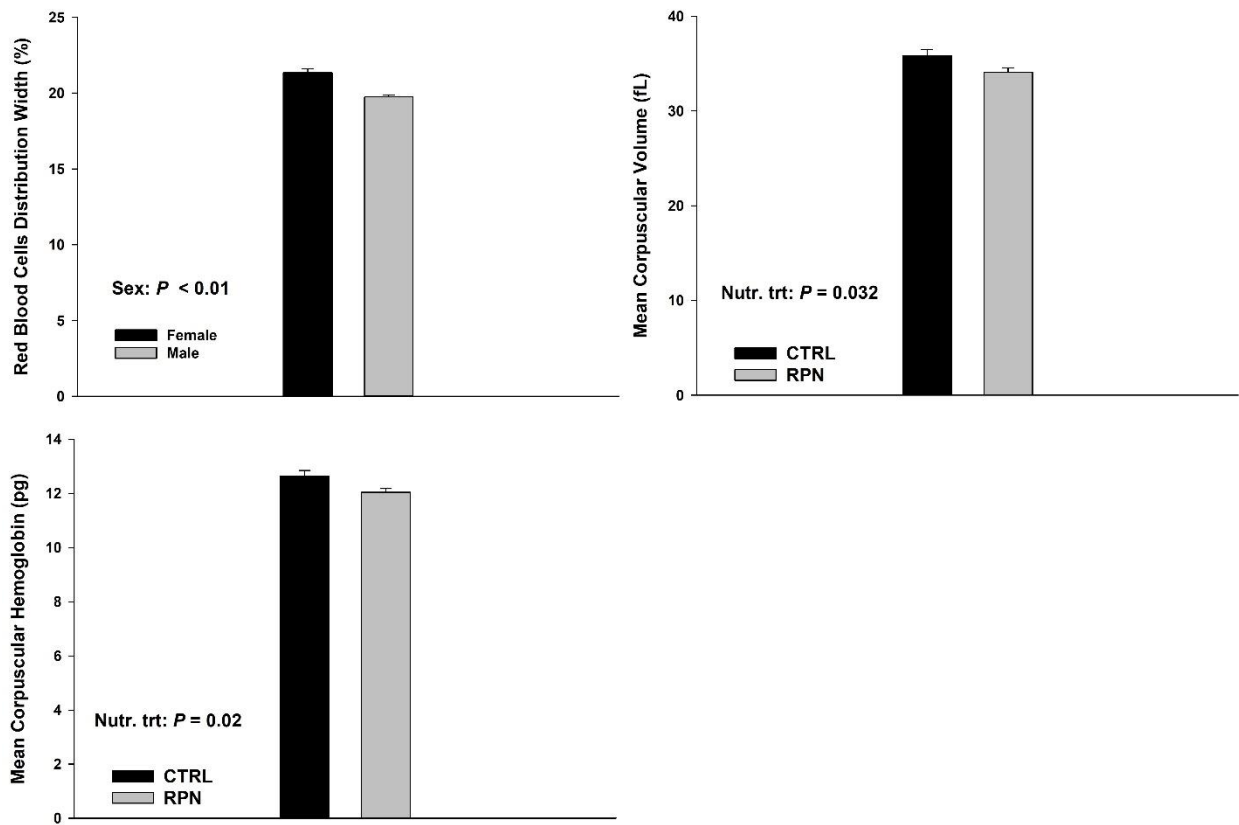 Red Blood Cells Distribution Width (%)
25
20
15
10
5
0
Sex: P < 0.01
Female
Male
Mean Corpuscular Volume (fL)
40
30
20
10
0
Nutr. trt: P = 0.032
CTRL
RPN
Mean Corpuscular Hemoglobin (pg)
14
12
10
8
6
4
2
0
Nutr. trt: P = 0.02
CTRL
RPN